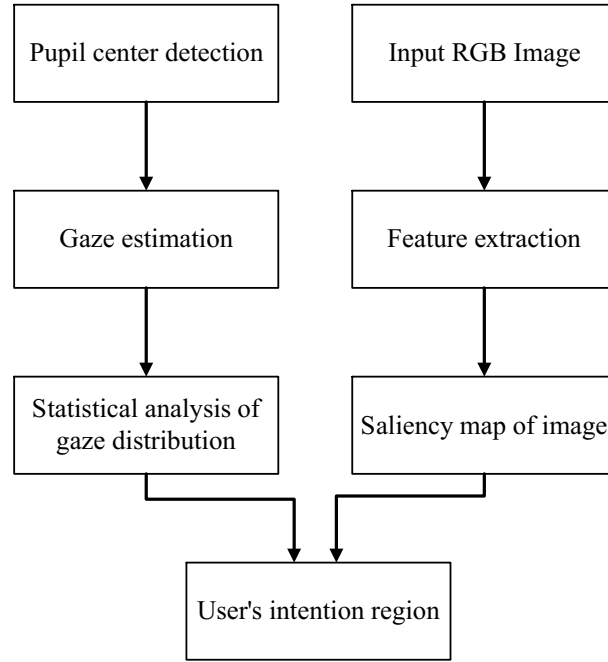 Pupil center detection
Input RGB Image
Gaze estimation
Feature extraction
Statistical analysis of
gaze distribution
Saliency map of image
User's intention region